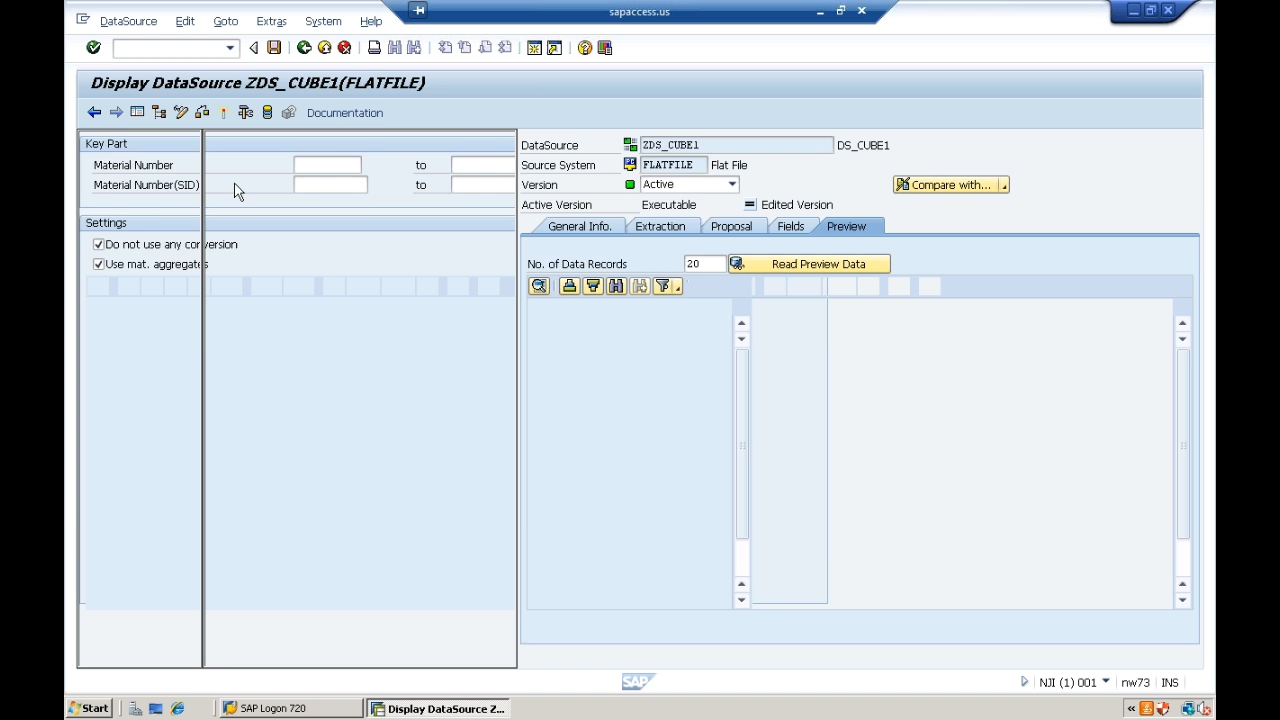 sapaccess.us
DataSource Edit Goto Extras System Help
Display DataSource ZDS_CUBE1(FLATFILE)
Documentation
Key Part
Material Number to
Material Number(SID) to
Settings
Do not use any conversion
Use mat. aggregates
DataSource ZDS_CUBE1 DS_CUBE1
Source System FLATFILE Flat File
Version Active Compare with...
Active Version Executable Edited Version
General Info. Extraction Proposal Fields Preview
No. of Data Records 20 Read Preview Data
SAP
NJI (1) 001 nw73 INS
Start SAP Logon 720 Display DataSource Z...